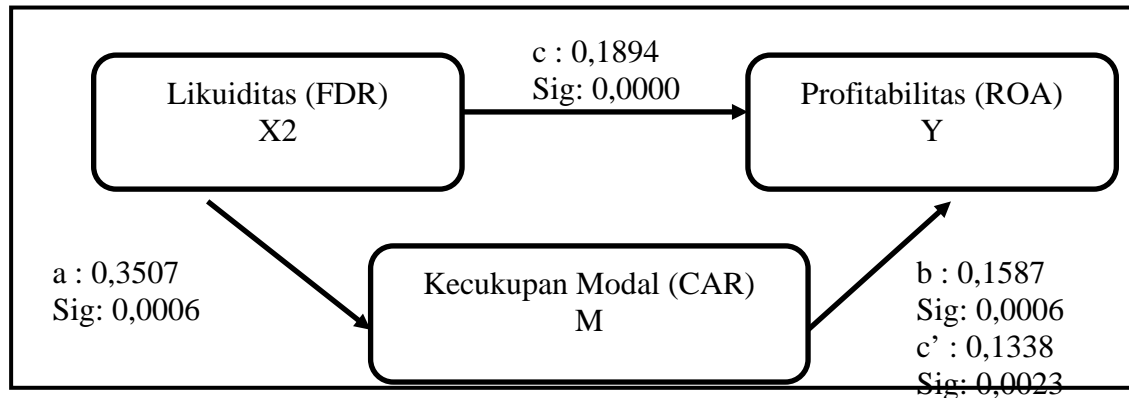 c : 0,1894
Sig: 0,0000
Likuiditas (FDR)
X2
Profitabilitas (ROA)
Y
a : 0,3507
Sig: 0,0006
Kecukupan Modal (CAR)
M
b : 0,1587
Sig: 0,0006
c’ : 0,1338
Sig: 0,0023